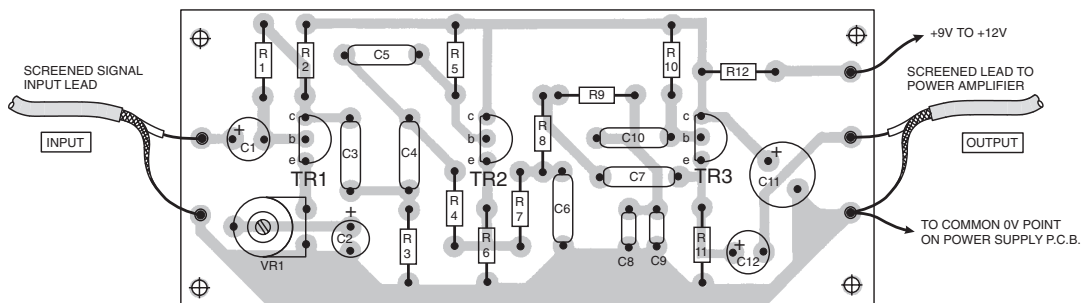 +9V TO +12V
SCREENED SIGNAL
INPUT LEAD
INPUT
SCREENED LEAD TO
POWER AMPLIFIER
OUTPUT
TO COMMON 0V POINT
ON POWER SUPPLY P.C.B.
R
1
R
2
C5
R
5
R
10
R12
R9
R
8
C10
C7
+
C1
c
b
e
TR1
C3
C4
c
b
e
TR2
c
b
e
TR3
+
C11
VR1
+
C2
R
3
R
4
R
6
R
7
C6
C8
C9
R
11
+
C12